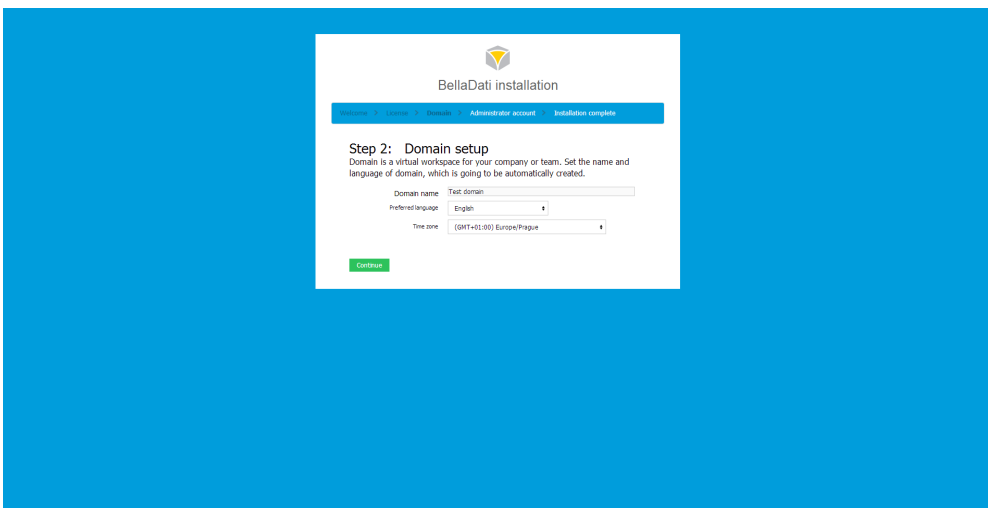 BellaDati installation
Welcome > License > Domain > Administrator account > Installation complete
Step 2: Domain setup
Domain is a virtual workspace for your company or team. Set the name and
language of domain, which is going to be automatically created.
Domain name Test domain
Preferred language English
Time zone (GMT+01:00) Europe/Prague
Continue